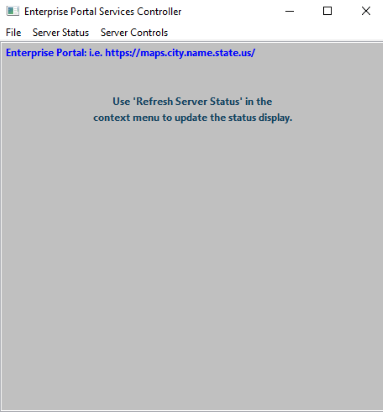 Enterprise Portal Services Controller
File Server Status Server Controls
Enterprise Portal: i.e. https://maps.city.name.state.us/
Use 'Refresh Server Status' in the
context menu to update the status display.